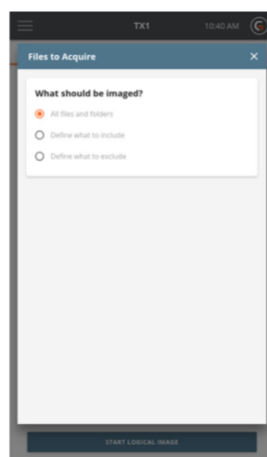 TX1
10:40 AM
Files to Acquire
What should be imaged?
All files and folders
Define what to include
Define what to exclude
START LOGICAL IMAGE